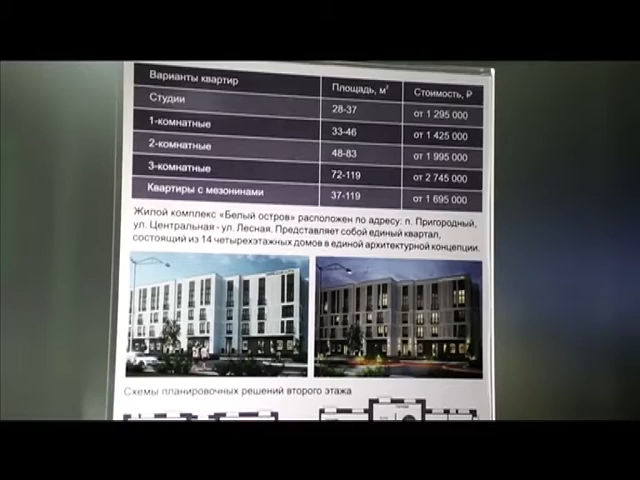 Варианты квартир Площадь, м² Стоимость, ₽
Студии 28-37 от 1 295 000
1-комнатные 33-46 от 1 425 000
2-комнатные 48-83 от 1 995 000
3-комнатные 72-119 от 2 745 000
Квартиры с мезонинами 37-119 от 1 695 000
Жилой комплекс «Белый остров» расположен по адресу: п. Пригородный,
ул. Центральная - ул. Лесная. Представляет собой единый квартал,
состоящий из 14 четырехэтажных домов в единой архитектурной концепции.
Схемы планировочных решений второго этажа